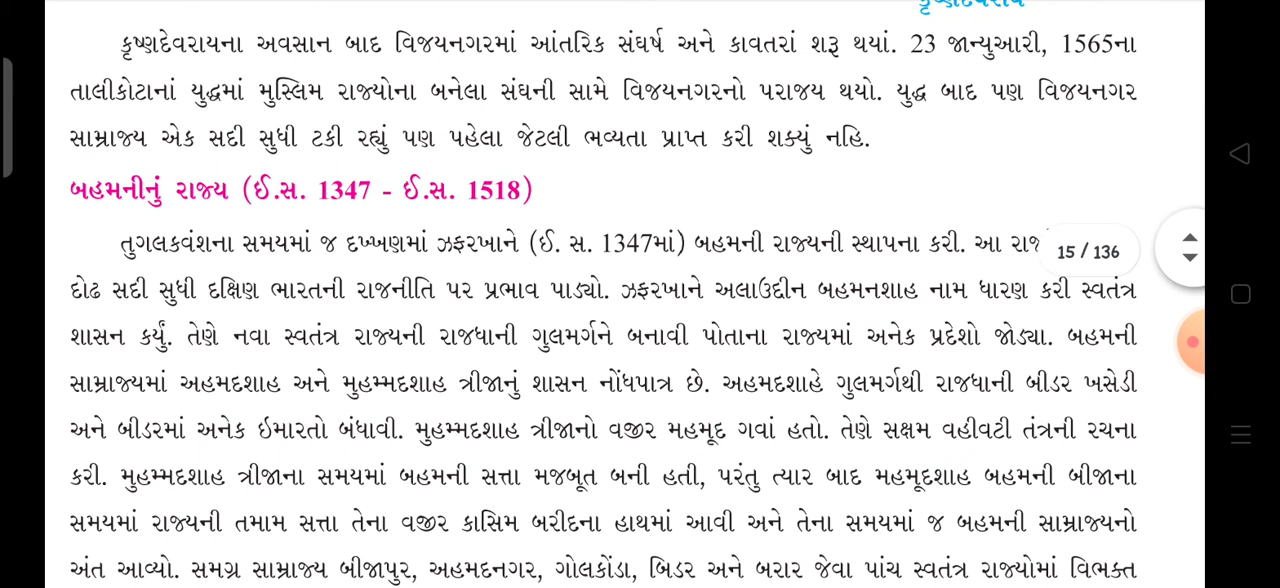 કૃષ્ણદેવરાય
કૃષ્ણદેવરાયના અવસાન બાદ વિજયનગરમાં આંતરિક સંઘર્ષ અને કાવતરાં શરૂ થયાં. 23 જાન્યુઆરી, 1565ના
તાલીકોટાનાં યુદ્ધમાં મુસ્લિમ રાજ્યોના બનેલા સંઘની સામે વિજયનગરનો પરાજય થયો. યુદ્ધ બાદ પણ વિજયનગર
સામ્રાજ્ય એક સદી સુધી ટકી રહ્યું પણ પહેલા જેટલી ભવ્યતા પ્રાપ્ત કરી શક્યું નહિ.
બહમનીનું રાજ્ય (ઈ.સ. 1347 - ઈ.સ. 1518)
તુગલકવંશના સમયમાં જ દખ્ખણમાં ઝફરખાને (ઈ. સ. 1347માં) બહમની રાજ્યની સ્થાપના કરી. આ
15 / 136
દોઢ સદી સુધી દક્ષિણ ભારતની રાજનીતિ પર પ્રભાવ પાડ્યો. ઝફરખાને અલાઉદ્દીન બહમનશાહ નામ ધારણ કરી સ્વતંત્ર
શાસન કર્યું. તેણે નવા સ્વતંત્ર રાજ્યની રાજધાની ગુલમર્ગને બનાવી પોતાના રાજ્યમાં અનેક પ્રદેશો જોડ્યા. બહમની
સામ્રાજ્યમાં અહમદશાહ અને મુહમ્મદશાહ ત્રીજાનું શાસન નોંધપાત્ર છે. અહમદશાહે ગુલમર્ગથી રાજધાની બીડર ખસેડી
અને બીડરમાં અનેક ઇમારતો બંધાવી. મુહમ્મદશાહ ત્રીજાનો વજીર મહમૂદ ગવાં હતો. તેણે સક્ષમ વહીવટી તંત્રની રચના
કરી. મુહમ્મદશાહ ત્રીજાના સમયમાં બહમની સત્તા મજબૂત બની હતી, પરંતુ ત્યાર બાદ મહમૂદશાહ બહમની બીજાના
સમયમાં રાજ્યની તમામ સત્તા તેના વજીર કાસિમ બરીદના હાથમાં આવી અને તેના સમયમાં જ બહમની સામ્રાજ્યનો
અંત આવ્યો. સમગ્ર સામ્રાજ્ય બીજાપુર, અહમદનગર, ગોલકોંડા, બિડર અને બરાર જેવા પાંચ સ્વતંત્ર રાજ્યોમાં વિભક્ત